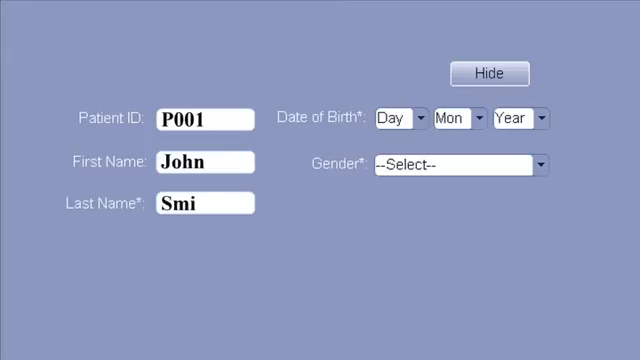 Hide
Patient ID: P001 Date of Birth*: Day Mon Year
First Name: John Gender*: --Select--
Last Name*: Smi